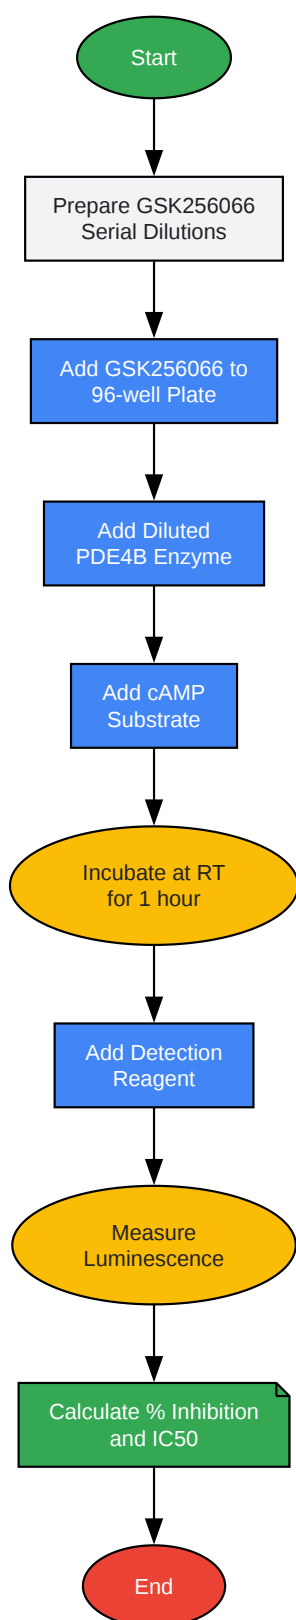 Start
Prepare GSK256066
Serial Dilutions
Add GSK256066 to
96-well Plate
Add Diluted
PDE4B Enzyme
Add cAMP
Substrate
Incubate at RT
for 1 hour
Add Detection
Reagent
Measure
Luminescence
Calculate % Inhibition
and IC50
End